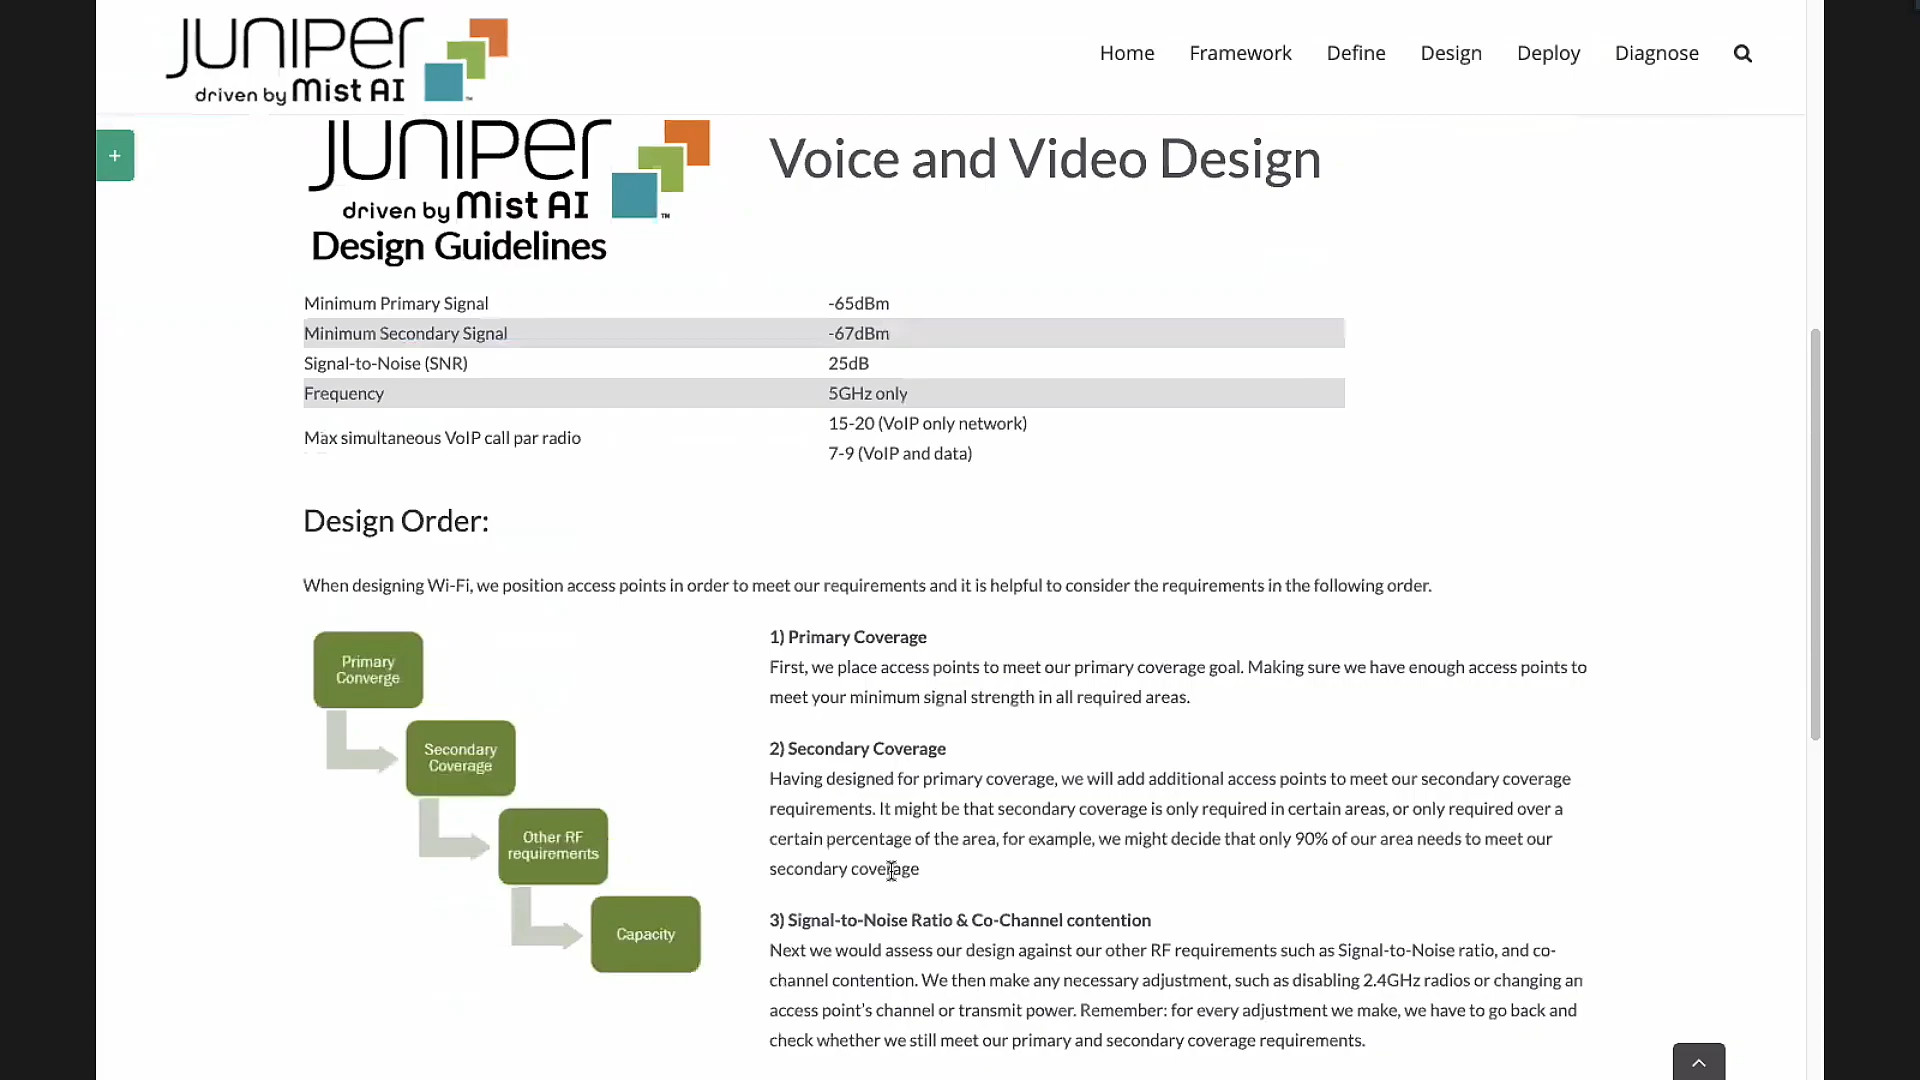 JUNIPer
driven by Mist AI
TM
Home Framework Define Design Deploy Diagnose
+
JUNIPer
driven by Mist AI
TM
Design Guidelines
Voice and Video Design
Minimum Primary Signal -65dBm
Minimum Secondary Signal -67dBm
Signal-to-Noise (SNR) 25dB
Frequency 5GHz only
Max simultaneous VoIP call par radio
15-20 (VoIP only network)
7-9 (VoIP and data)
Design Order:
When designing Wi-Fi, we position access points in order to meet our requirements and it is helpful to consider the requirements in the following order.
Primary
Converge
Secondary
Coverage
Other RF
requirements
Capacity
1) Primary Coverage
First, we place access points to meet our primary coverage goal. Making sure we have enough access points to
meet your minimum signal strength in all required areas.
2) Secondary Coverage
Having designed for primary coverage, we will add additional access points to meet our secondary coverage
requirements. It might be that secondary coverage is only required in certain areas, or only required over a
certain percentage of the area, for example, we might decide that only 90% of our area needs to meet our
secondary coverage
3) Signal-to-Noise Ratio & Co-Channel contention
Next we would assess our design against our other RF requirements such as Signal-to-Noise ratio, and co-
channel contention. We then make any necessary adjustment, such as disabling 2.4GHz radios or changing an
access point's channel or transmit power. Remember: for every adjustment we make, we have to go back and
check whether we still meet our primary and secondary coverage requirements.